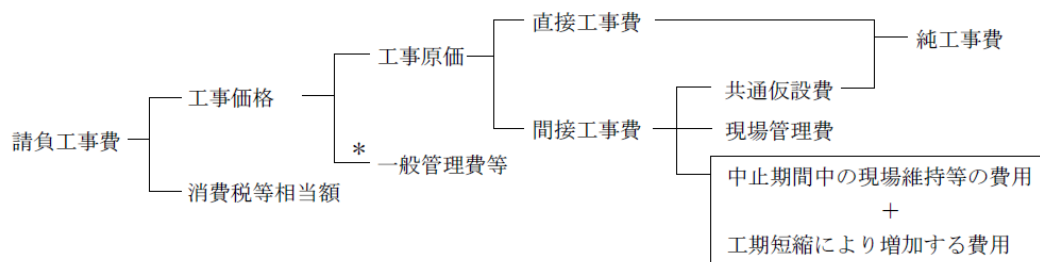 直接工事費
純工事費
工事原価
共通仮設費
工事価格
間接工事費
現場管理費
請負工事費
*
一般管理費等
中止期間中の現場維持等の費用
+
消費税等相当額
工期短縮により増加する費用